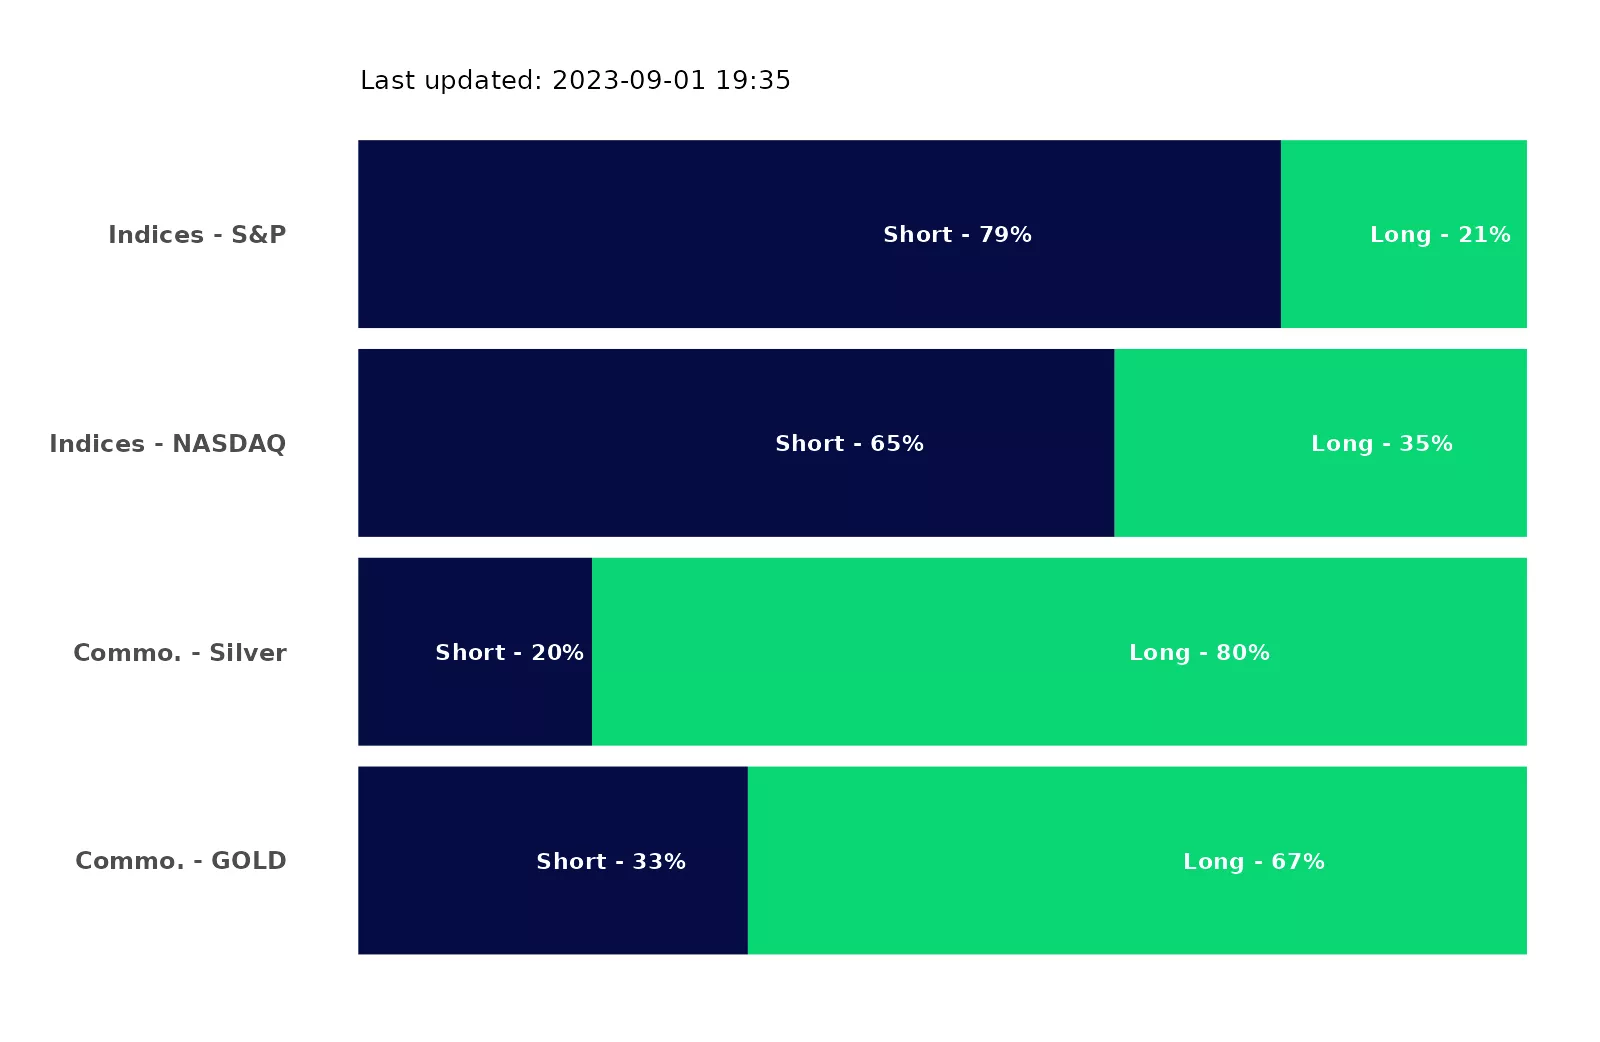 Last updated: 2023-09-01 19:35
Indices - S&P
Short - 79%
Long - 21%
Indices - NASDAQ
Short - 65%
Long - 35%
Commo. - Silver
Short - 20%
Long - 80%
Commo. - GOLD
Short - 33%
Long - 67%